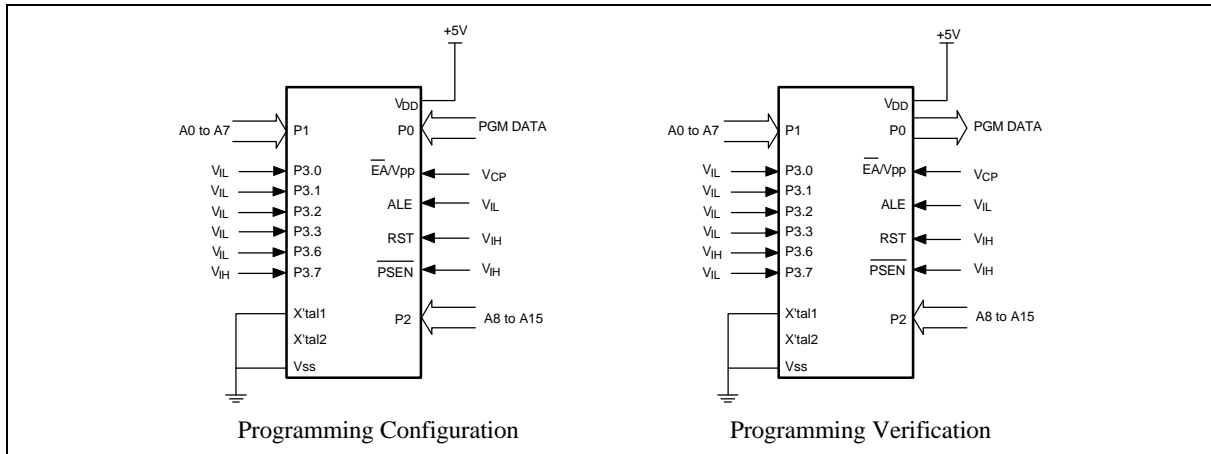 +5V
VDD
A0 to A7
P1
P0
PGM DATA
VIL
P3.0
EA/Vpp
VCP
VIL
P3.1
VIL
P3.2
ALE
VIL
VIL
P3.3
RST
VIH
VIL
P3.6
VIH
P3.7
PSEN
VIH
X'tal1
P2
A8 to A15
X'tal2
Vss
Programming Configuration
+5V
VDD
A0 to A7
P1
P0
PGM DATA
VIL
P3.0
EA/Vpp
VCP
VIL
P3.1
VIL
P3.2
ALE
VIL
VIL
P3.3
RST
VIH
VIH
P3.6
VIL
P3.7
PSEN
VIH
X'tal1
P2
A8 to A15
X'tal2
Vss
Programming Verification